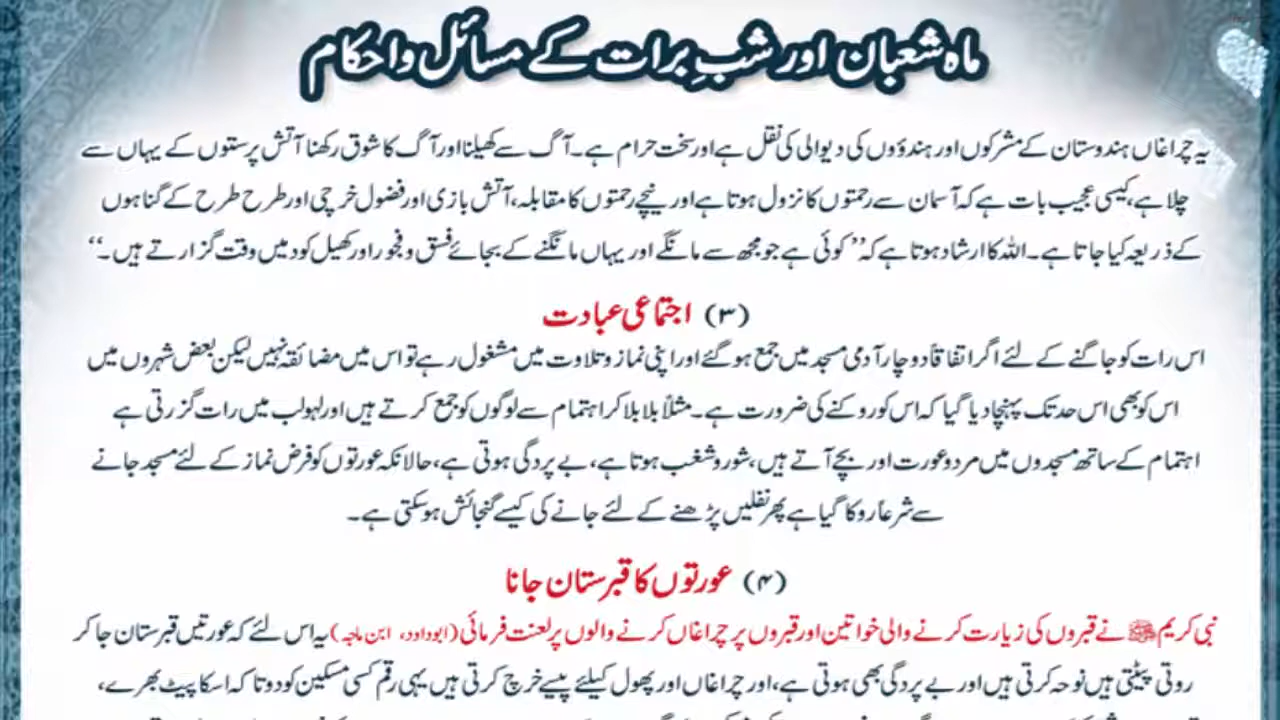 ماہ شعبان اور شبِ برات کے مسائل و احکام
یہ چراغاں ہندوستان کے مشرکوں اور ہندوؤں کی دیوالی کی نقل ہے اور سخت حرام ہے۔ آگ سے کھیلنا اور آگ کا شوق رکھنا آتش پرستوں کے یہاں سے
چلا ہے، کیسی عجیب بات ہے کہ آسمان سے رحمتوں کا نزول ہوتا ہے اور نیچے رحمتوں کا مقابلہ، آتش بازی اور فضول خرچی اور طرح طرح کے گناہوں
کے ذریعہ کیا جاتا ہے۔ اللہ کا ارشاد ہوتا ہے کہ ”کوئی ہے جو مجھ سے مانگے اور یہاں مانگنے کے بجائے فسق و فجور اور کھیل کود میں وقت گزارتے ہیں۔“
(۳) اجتماعی عبادت
اس رات کو جاگنے کے لئے اگر اتفاقاً دو چار آدمی مسجد میں جمع ہو گئے اور اپنی نماز و تلاوت میں مشغول رہے تو اس میں مضائقہ نہیں لیکن بعض شہروں میں
اس کو بھی اس حد تک پہنچا دیا گیا کہ اس کو روکنے کی ضرورت ہے۔ مثلاً بلا بلا کر اہتمام سے لوگوں کو جمع کرتے ہیں اور لہو لب میں رات گزرتی ہے
اہتمام کے ساتھ مسجدوں میں مرد و عورت اور بچے آتے ہیں، شور و شغب ہوتا ہے، بے پردگی ہوتی ہے، حالانکہ عورتوں کو فرض نماز کے لئے مسجد جانے
سے شرعاً روکا گیا ہے پھر نفلیں پڑھنے کے لئے جانے کی کیسے گنجائش ہو سکتی ہے۔
(۴) عورتوں کا قبرستان جانا
نبی کریم ﷺ نے قبروں کی زیارت کرنے والی خواتین اور قبروں پر چراغاں کرنے والوں پر لعنت فرمائی (ابوداود، ابن ماجہ) یہ اس لئے کہ عورتیں قبرستان جا کر
روتی پیٹتی ہیں نوحہ کرتی ہیں اور بے پردگی بھی ہوتی ہے، اور چراغاں اور پھول کیلئے پیسے خرچ کرتی ہیں یہی رقم کسی مسکین کو دو تا کہ اسکا پیٹ بھرے،